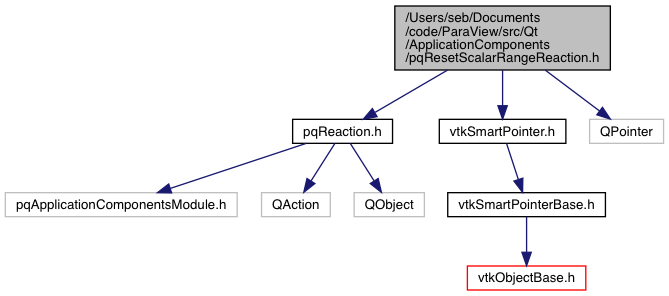 /Users/seb/Documents
/code/ParaView/src/Qt
/ApplicationComponents
/pqResetScalarRangeReaction.h
pqReaction.h
vtkSmartPointer.h
QPointer
pqApplicationComponentsModule.h
QAction
QObject
vtkSmartPointerBase.h
vtkObjectBase.h